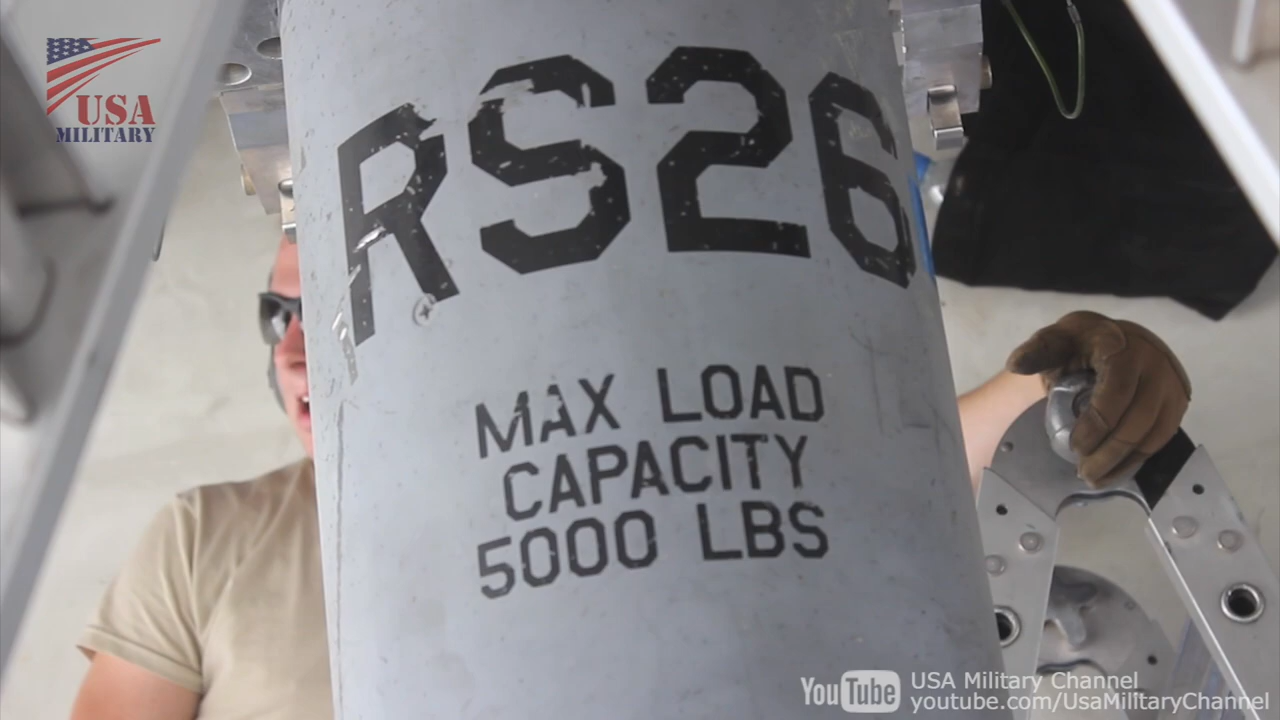 USA
MILITARY
RS26
MAX LOAD
CAPACITY
5000 LBS
YouTube
USA Military Channel
youtube.com/UsaMilitaryChannel